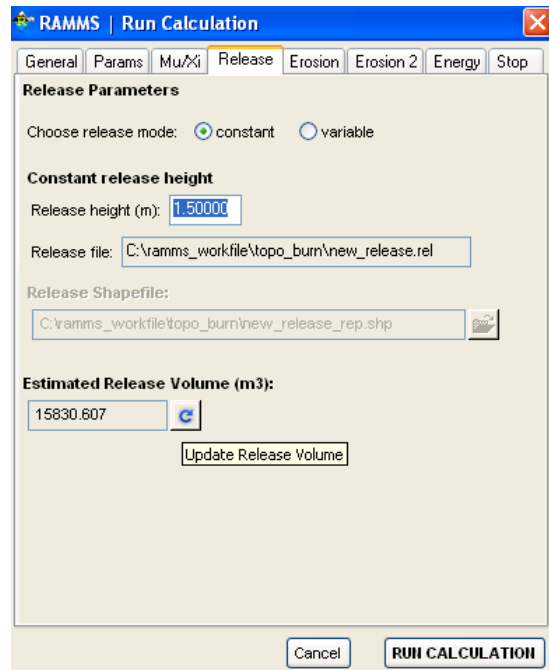 RAMMS | Run Calculation
General Params Mu/Xi Release Erosion Erosion 2 Energy Stop
Release Parameters
Choose release mode: constant variable
Constant release height
Release height (m): 1.50000
Release file: C:\ramms_workfile\topo_burn\new_release.rel
Release Shapefile:
C:\ramms_workfile\topo_burn\new_release_rep.shp
Estimated Release Volume (m3):
15830.607
Update Release Volume
Cancel RUN CALCULATION